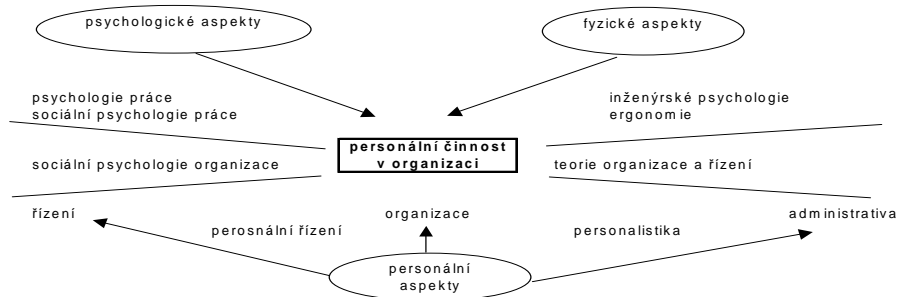 psychologické aspekty
fyzické aspekty
psychologie práce
sociální psychologie práce
inženýrské psychologie
ergonomie
personální činnost
v organizaci
sociální psychologie organizace
teorie organizace a řízení
řízení
organizace
administrativa
perosnální řízení
personalistika
personální
aspekty